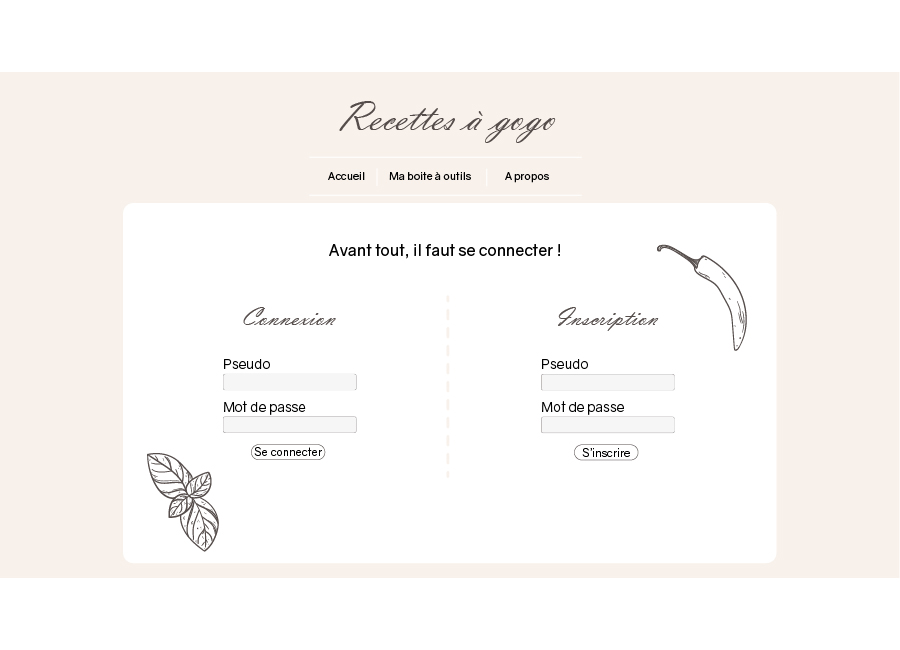 Recettes à gogo
Accueil
Ma boite à outils
A propos
Avant tout, il faut se connecter !
Connexion
Pseudo
Mot de passe
Se connecter
Inscription
Pseudo
Mot de passe
S'inscrire